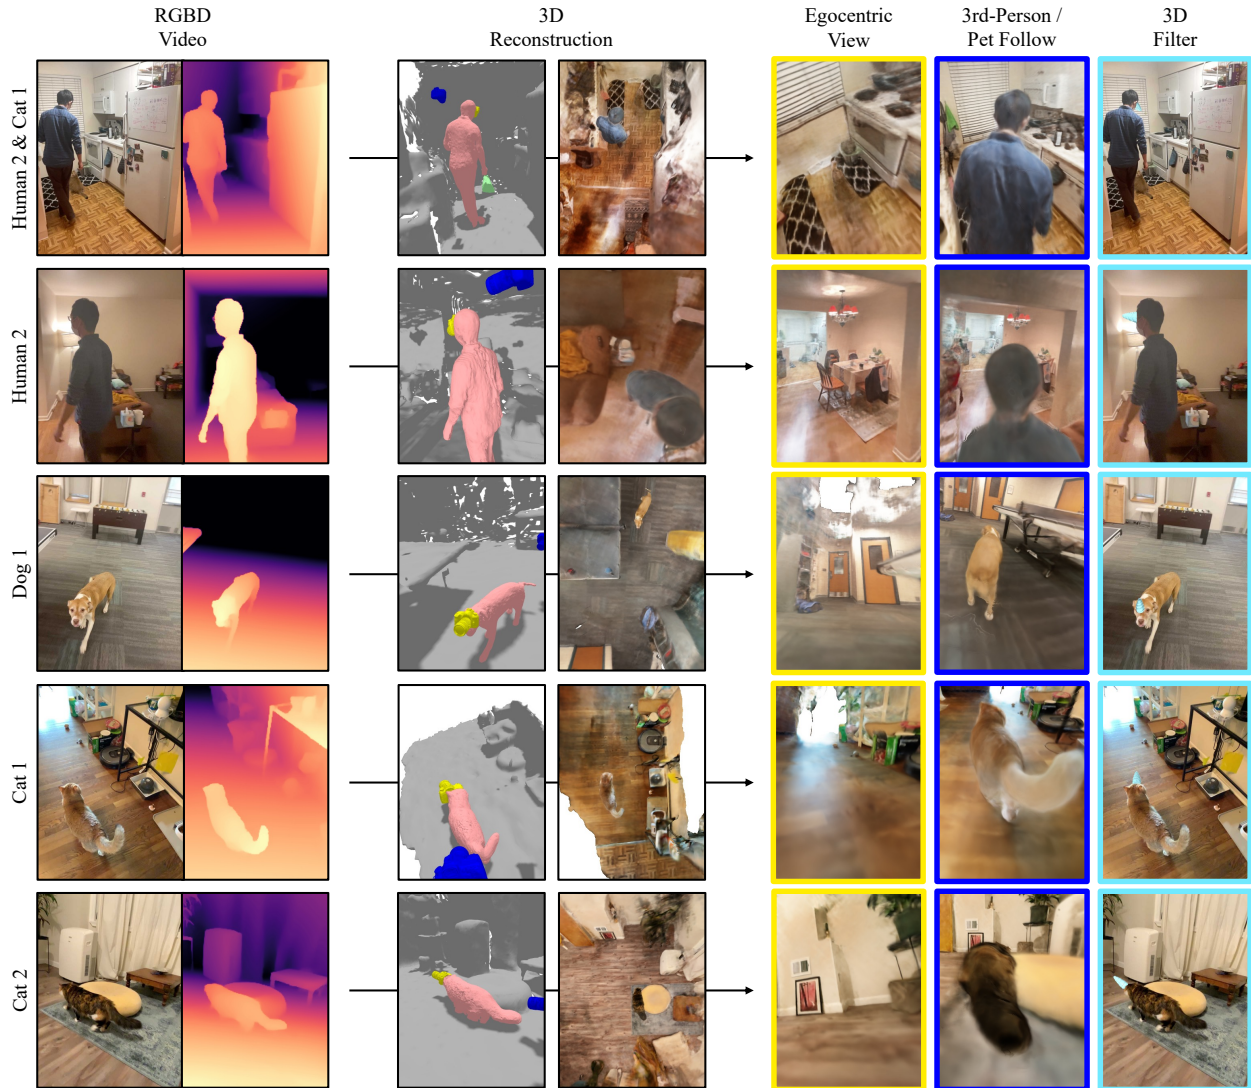 RGBD
Video
3D
Reconstruction
Egocentric
View
3rd-Person /
Pet Follow
3D
Filter
Human 2 & Cat 1
Human 2
Dog 1
Cat 1
Cat 2